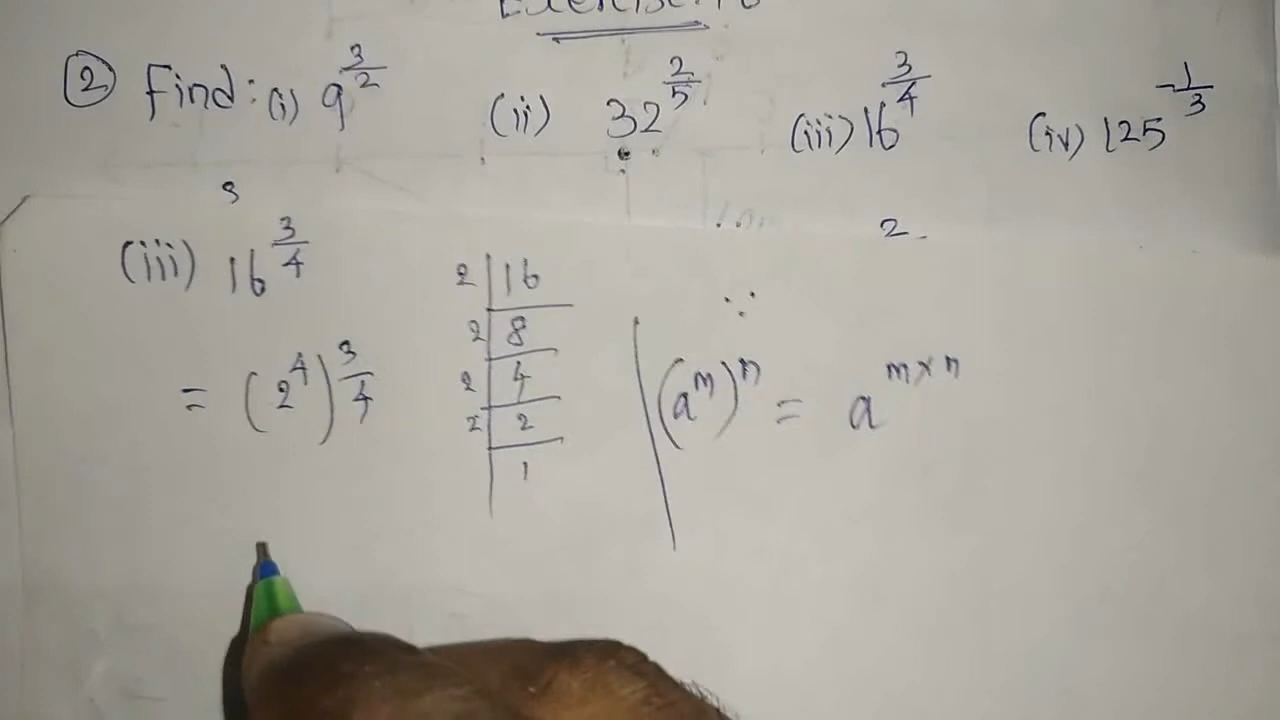 ② Find: (i) 9^{3/2} (ii) 32^{2/5} (iii) 16^{3/4} (iv) 125^{-1/3}
(iii) 16^{3/4}
= (2^4)^{3/4}
2 | 16
2 | 8
2 | 4
2 | 2
1
∵
(a^m)^n = a^{m×n}
2